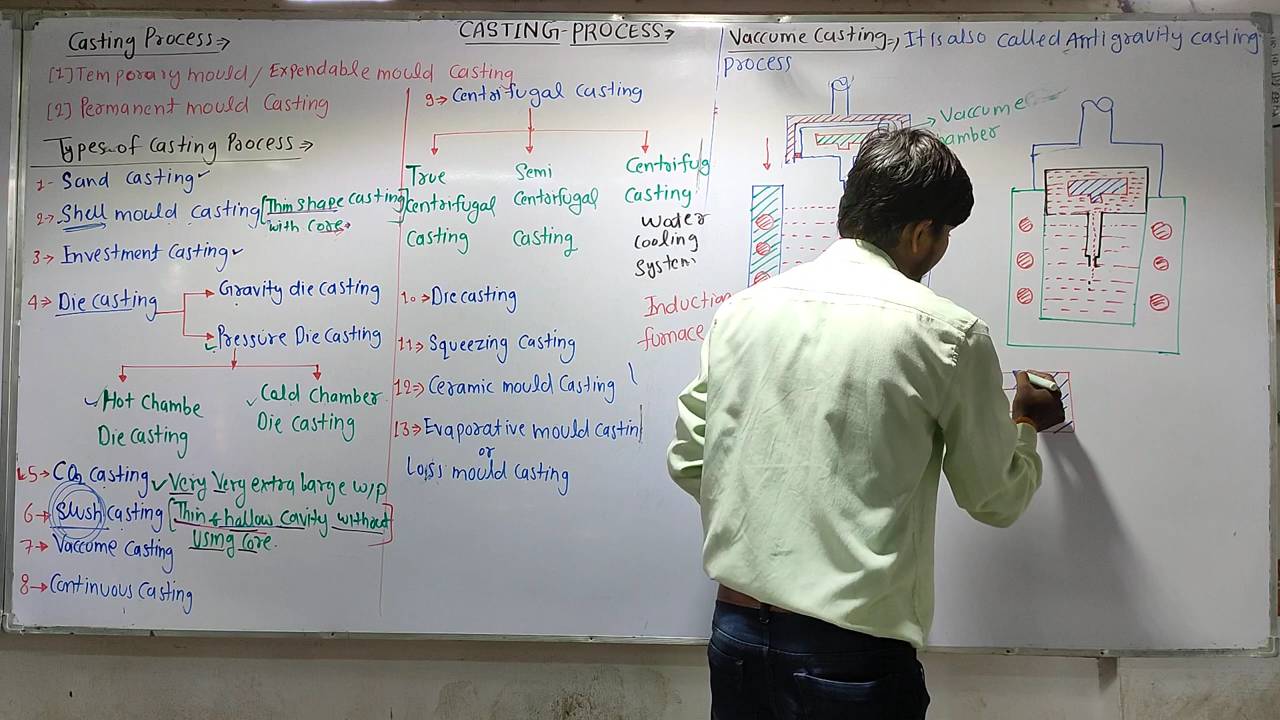 CASTING-PROCESS→
Casting Process→
[1] Temporary mould/Expendable mould Casting
[2] Permanent mould Casting
Types of Casting Process→
1- Sand casting
2→ Shell mould casting [Thin shape casting
with core]
3→ Investment Casting
4→ Die casting
Gravity die casting
Pressure Die casting
Hot Chambe
Die casting
Cold chamber
Die casting
5→ CO2 casting Very Very extra large w/p
6→ Slush casting [Thin & hallow cavity without
using core.]
7→ Vaccume casting
8→ Continuous casting
9→ Centrifugal casting
True
Centrifugal
Casting
Semi
Centrifugal
Casting
Centrifug
Casting
10→ Die casting
11→ Squeezing casting
12→ Ceramic mould Casting
13→ Evaporative mould castin
or
Loss mould casting
Vaccume Casting→ It is also called Anti gravity casting
process
Vaccume
hamber
Water
Cooling
System
Induction
furnace